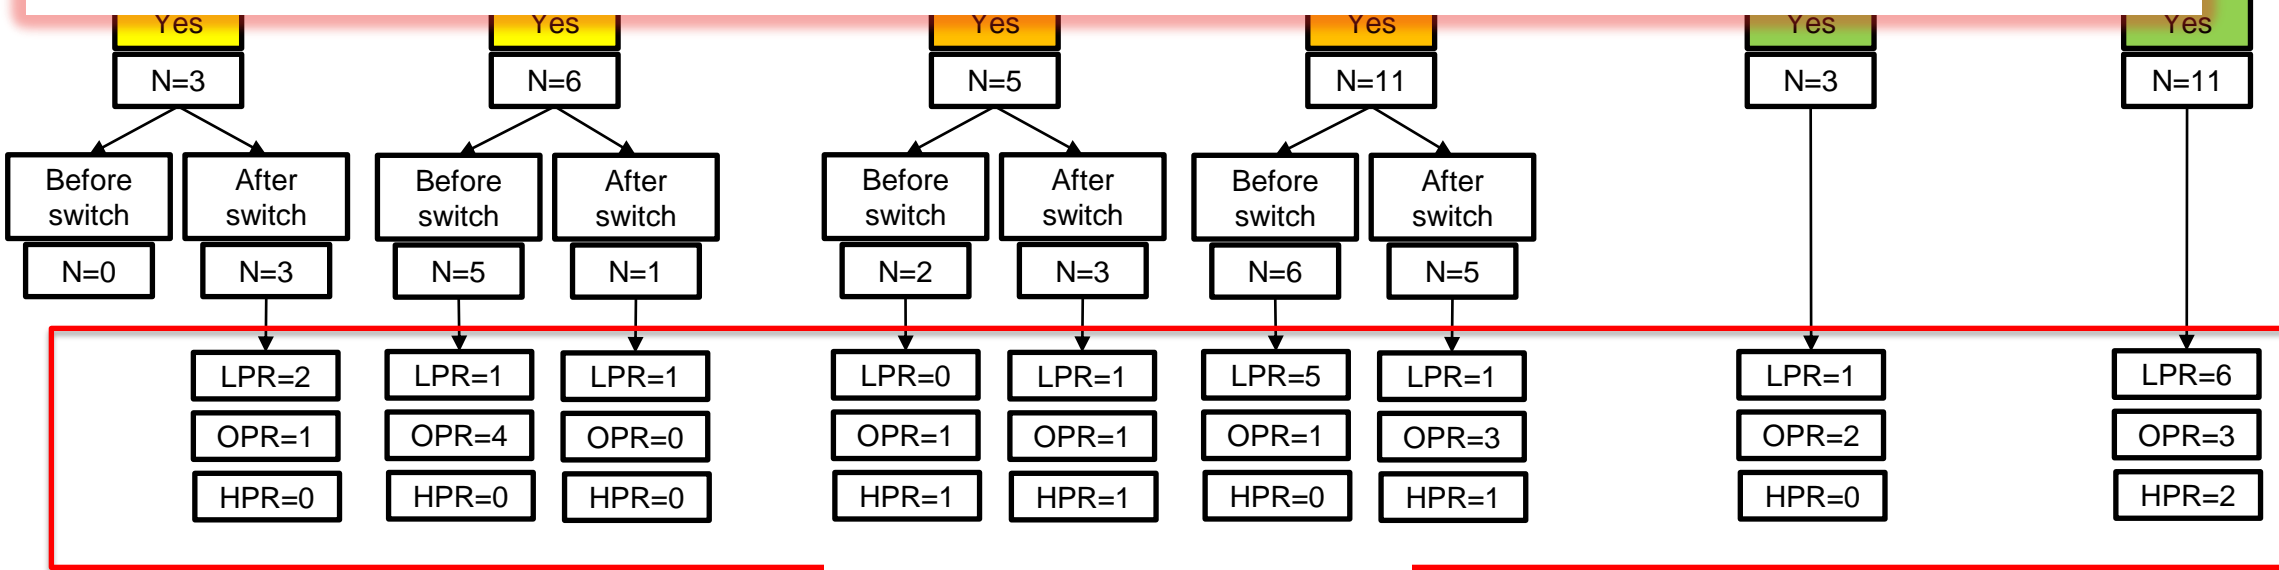 Yes Yes Yes Yes Yes Yes
N=3 N=6 N=5 N=11 N=3 N=11
Before switch After switch Before switch After switch Before switch After switch Before switch After switch
N=0 N=3 N=5 N=1 N=2 N=3 N=6 N=5
LPR=2 LPR=1 LPR=1 LPR=0 LPR=1 LPR=5 LPR=1 LPR=1 LPR=6
OPR=1 OPR=4 OPR=0 OPR=1 OPR=1 OPR=1 OPR=3 OPR=2 OPR=3
HPR=0 HPR=0 HPR=0 HPR=1 HPR=1 HPR=0 HPR=1 HPR=0 HPR=2